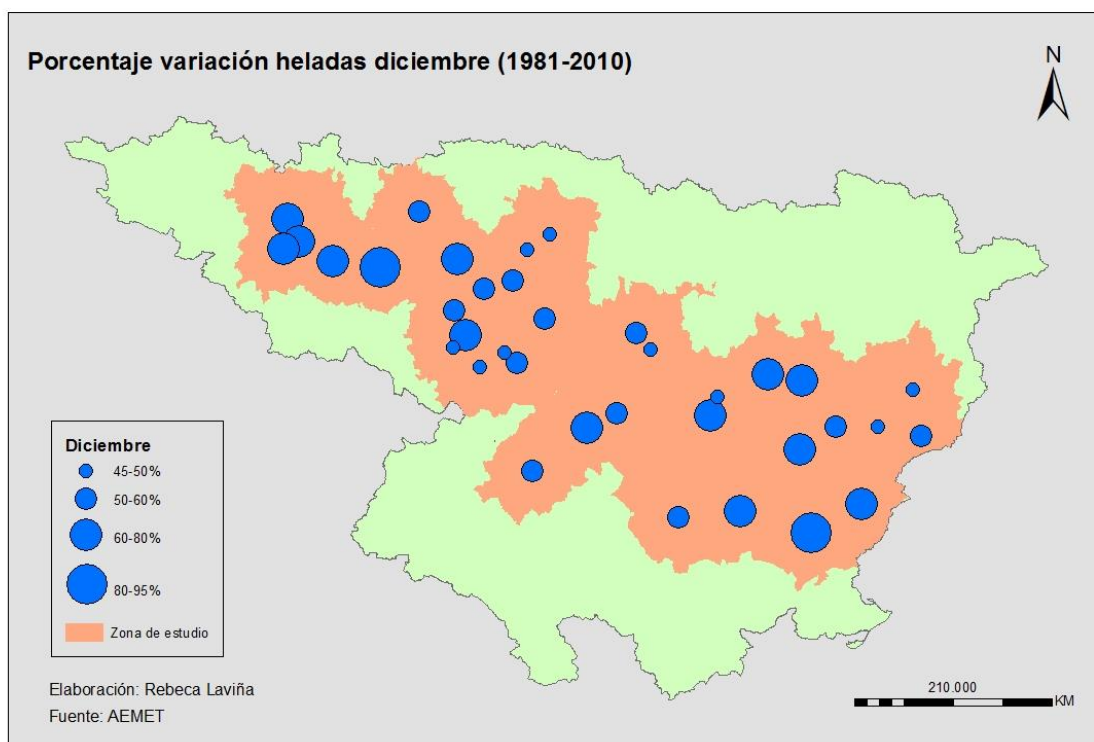 Porcentaje variación heladas diciembre (1981-2010)
N
Diciembre
45-50%
50-60%
60-80%
80-95%
Zona de estudio
Elaboración: Rebeca Laviña
Fuente: AEMET
210.000
KM